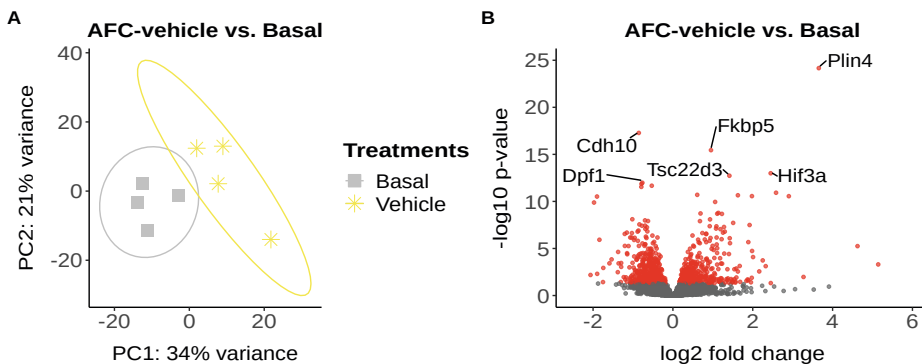 A
AFC-vehicle vs. Basal
40
20
0
-20
-20
0
20
PC2: 21% variance
PC1: 34% variance
Treatments
Basal
Vehicle
B
AFC-vehicle vs. Basal
25
20
15
10
5
0
-2
0
2
4
6
-log10 p-value
log2 fold change
Plin4
Cdh10
Fkbp5
Dpf1
Tsc22d3
Hif3a